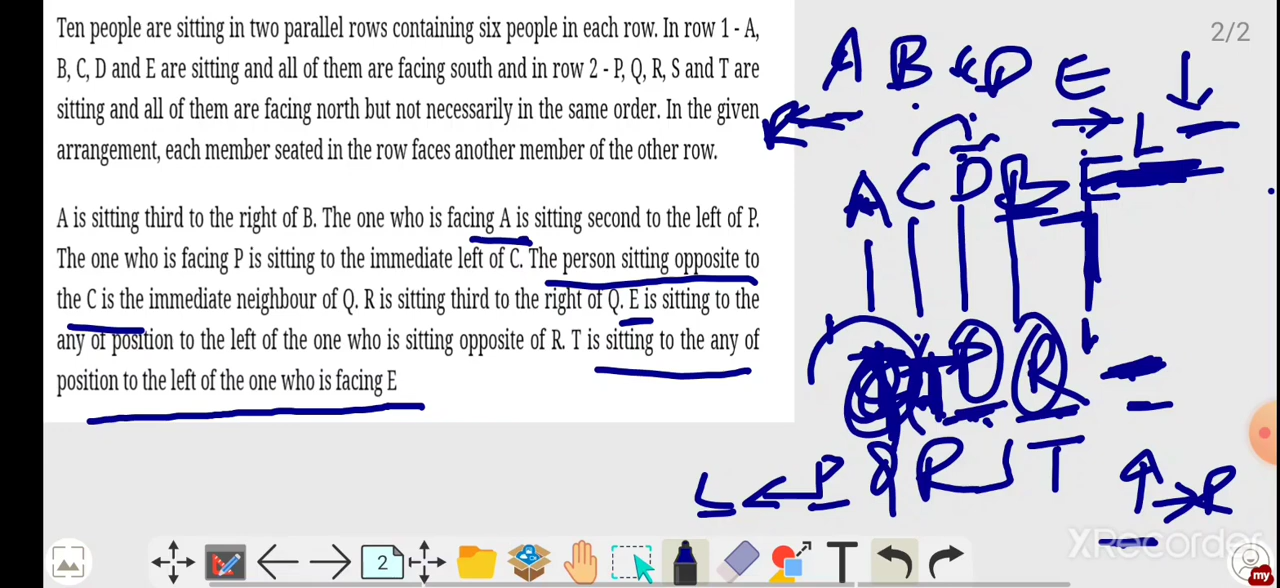 Ten people are sitting in two parallel rows containing six people in each row. In row 1 - A,
B, C, D and E are sitting and all of them are facing south and in row 2 - P, Q, R, S and T are
sitting and all of them are facing north but not necessarily in the same order. In the given
arrangement, each member seated in the row faces another member of the other row.
A is sitting third to the right of B. The one who is facing A is sitting second to the left of P.
The one who is facing P is sitting to the immediate left of C. The person sitting opposite to
the C is the immediate neighbour of Q. R is sitting third to the right of Q. E is sitting to the
any of position to the left of the one who is sitting opposite of R. T is sitting to the any of
position to the left of the one who is facing E
2/2
A B C D E
L
A C D B E
P R
L P Q R S T R
2
T
XRecorder
my